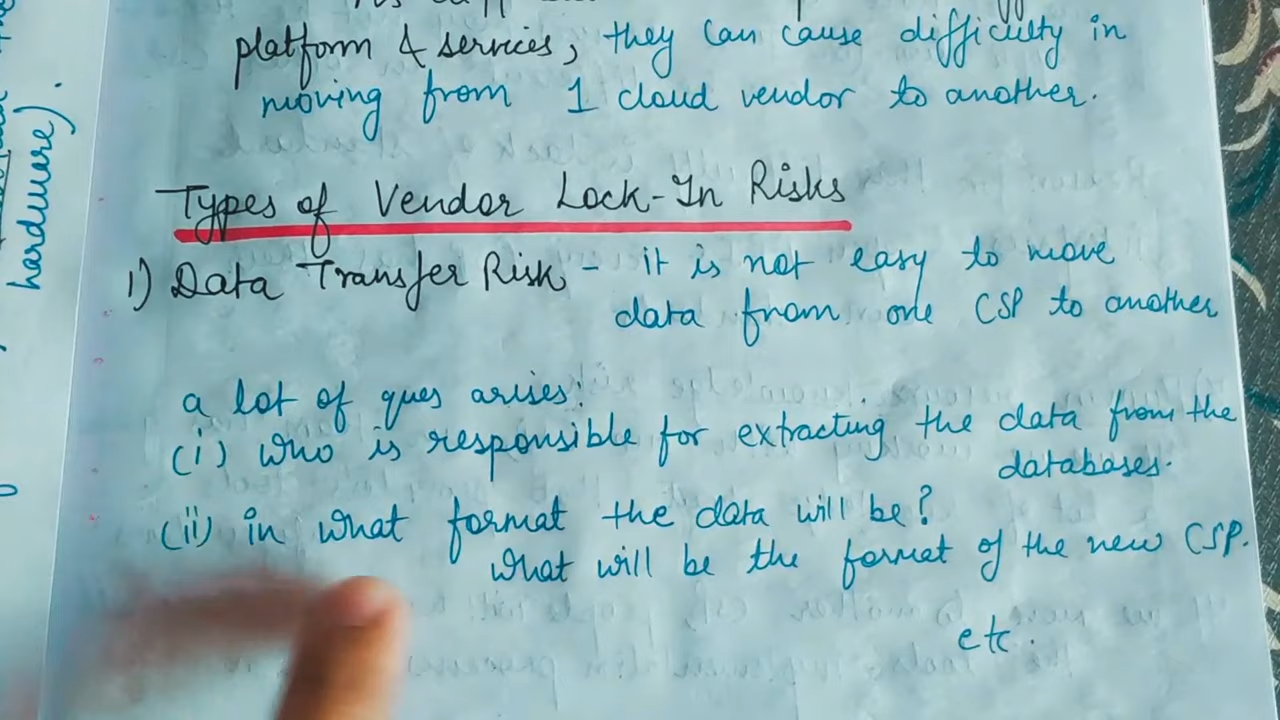 platform & services, they can cause difficulty in
moving from 1 cloud vendor to another.
Types of Vendor Lock-In Risks
1) Data Transfer Risk - it is not easy to move
data from one CSP to another
a lot of ques arises:
(i) who is responsible for extracting the data from the
databases.
(ii) in what format the data will be?
what will be the format of the new CSP.
etc.
hardware).